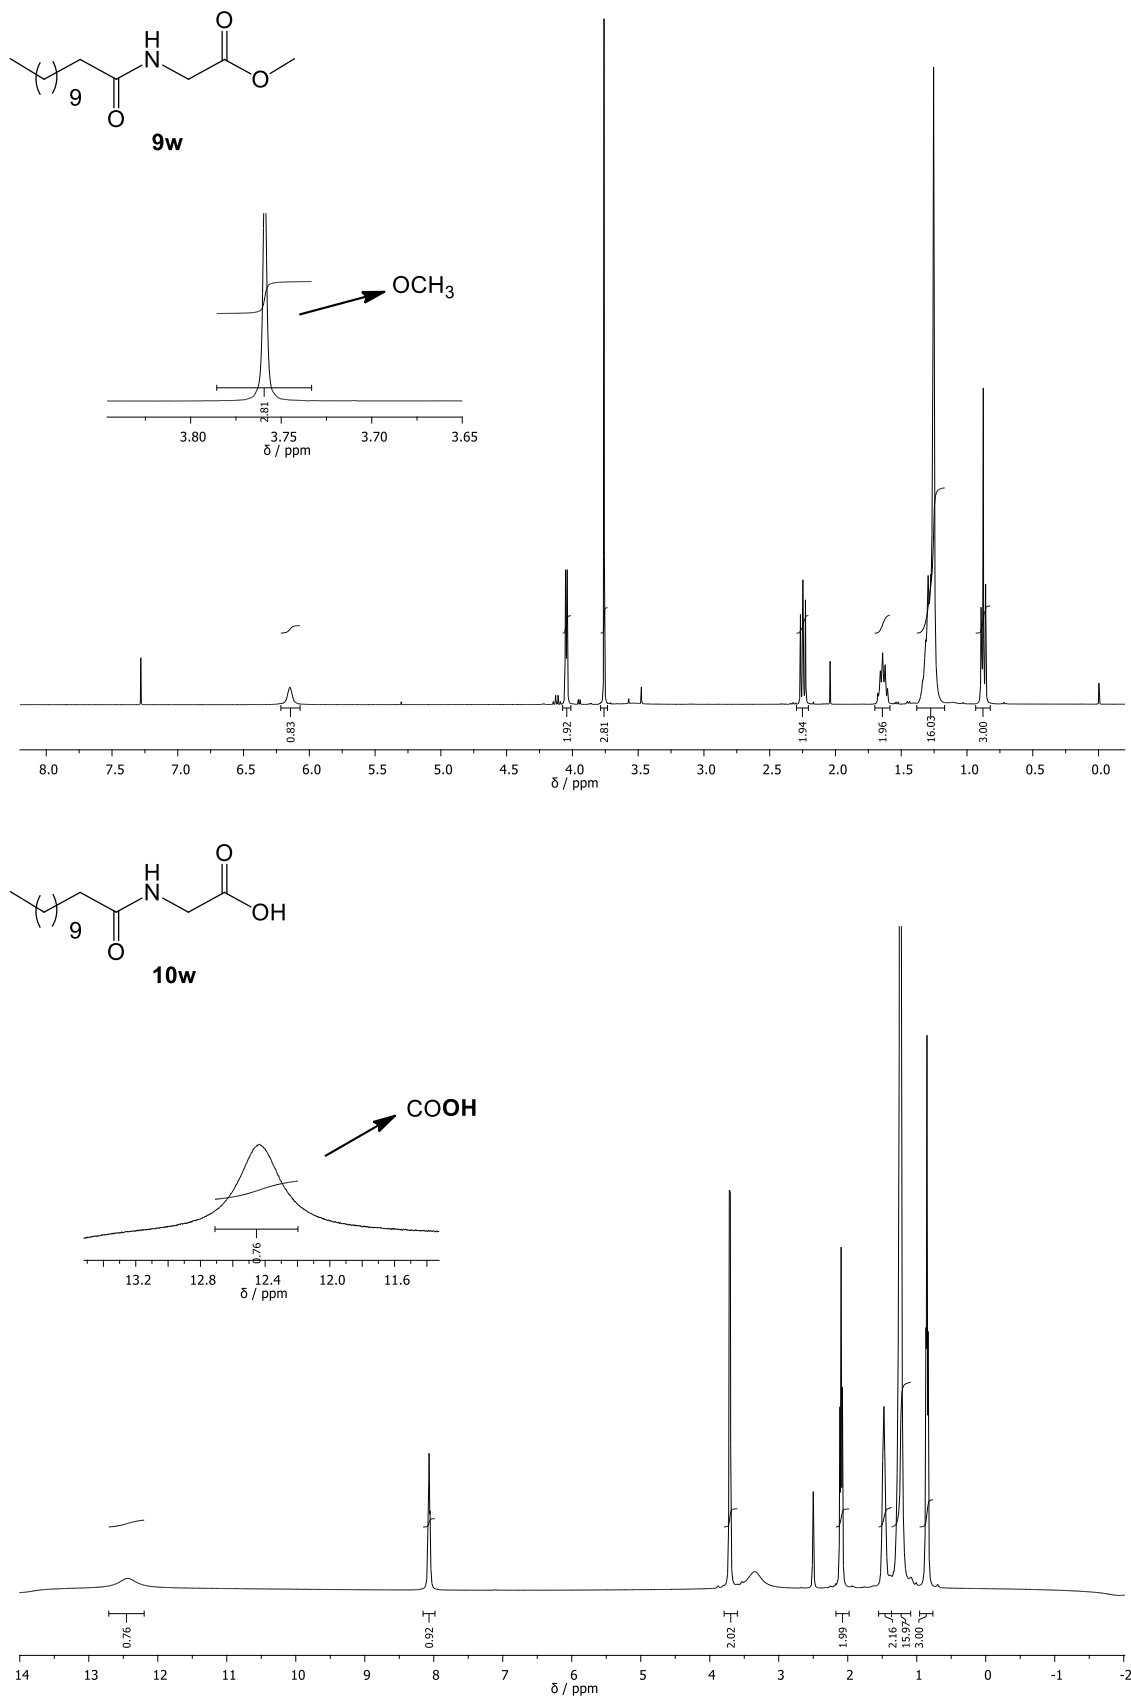 O
H
N
O
( )
9
O
9w
OCH3
2.81
3.80 3.75 3.70 3.65
δ / ppm
0.83 1.92 2.81 1.94 1.96 16.03 3.00
8.0 7.5 7.0 6.5 6.0 5.5 5.0 4.5 4.0 3.5 3.0 2.5 2.0 1.5 1.0 0.5 0.0
δ / ppm
O
H
N
OH
( )
9
O
10w
COOH
0.76
13.2 12.8 12.4 12.0 11.6
δ / ppm
0.76 0.92 2.02 1.99 2.16 15.97 3.00
14 13 12 11 10 9 8 7 6 5 4 3 2 1 0 -1 -2
δ / ppm